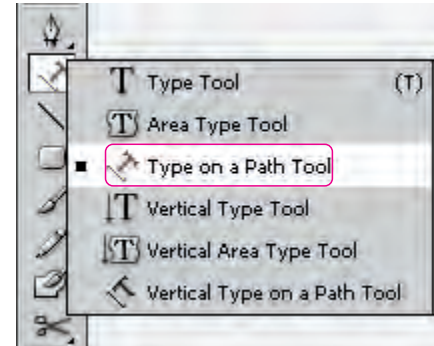 Type Tool (T)
Area Type Tool
Type on a Path Tool
Vertical Type Tool
Vertical Area Type Tool
Vertical Type on a Path Tool